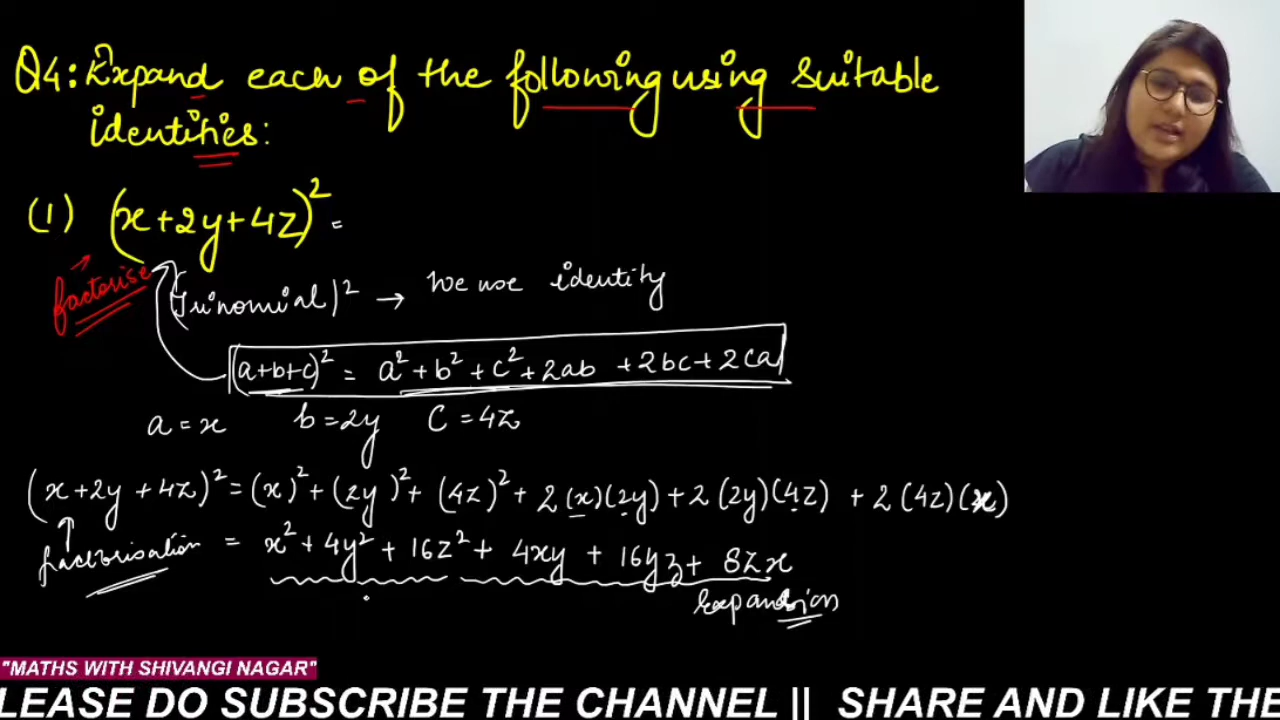 Q4: Expand each of the following using suitable
identities:
(1) (x+2y+4z)² =
factorise
(Trinomial)² → We use identity
(a+b+c)² = a² + b² + c² + 2ab + 2bc + 2ca
a = x b = 2y C = 4z
(x+2y+4z)² = (x)² + (2y)² + (4z)² + 2(x)(2y) + 2(2y)(4z) + 2(4z)(x)
factorisation = x² + 4y² + 16z² + 4xy + 16yz + 8zx
Expansion
"MATHS WITH SHIVANGI NAGAR"
LEASE DO SUBSCRIBE THE CHANNEL || SHARE AND LIKE THE